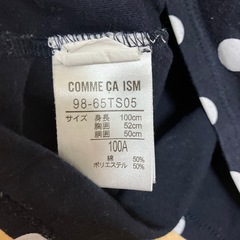 COMME CA ISM
98-65TS05
サイズ 身長 100cm
胸囲 52cm
胴囲 50cm
100A
綿 50%
ポリエステル 50%